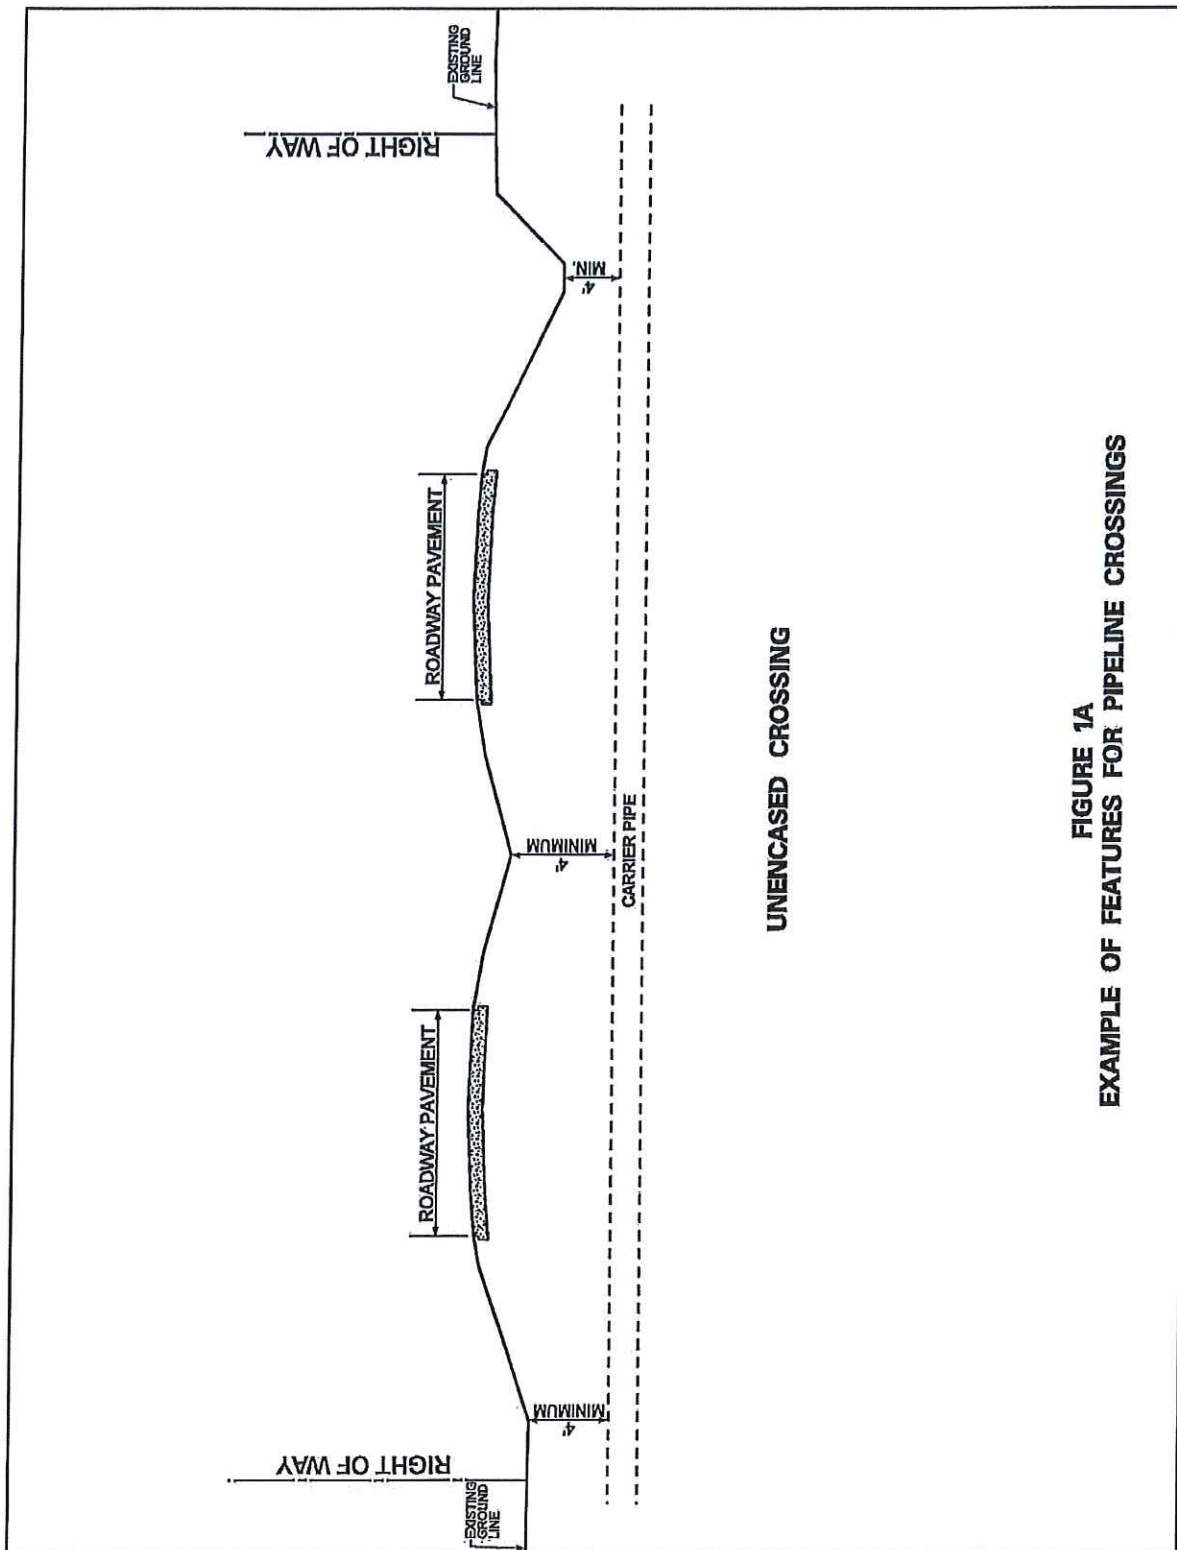 RIGHT OF WAY
RIGHT OF WAY
EXISTING
GROUND
LINE
EXISTING
GROUND
LINE
ROADWAY PAVEMENT
ROADWAY PAVEMENT
4'
MINIMUM
4'
MINIMUM
4'
MIN.
CARRIER PIPE
UNENCASED CROSSING
FIGURE 1A
EXAMPLE OF FEATURES FOR PIPELINE CROSSINGS